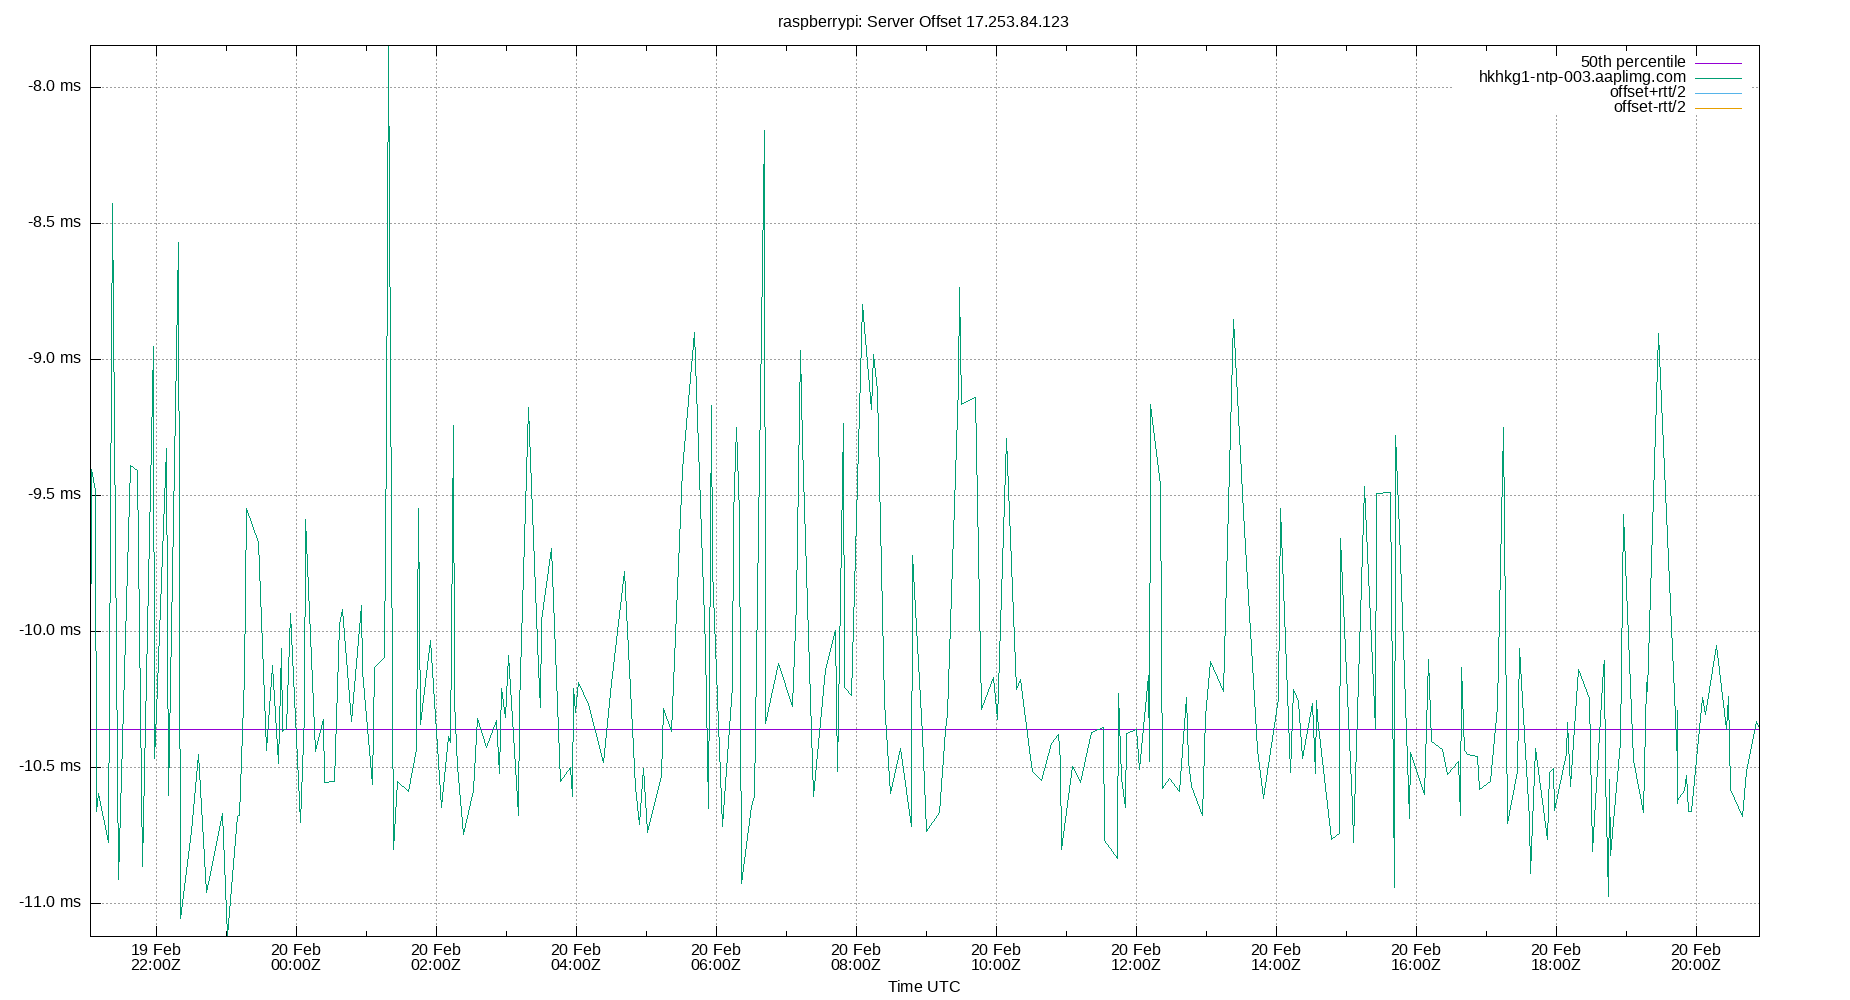 raspberrypi: Server Offset 17.253.84.123
50th percentile
hkhkg1-ntp-003.aaplimg.com
offset+rtt/2
offset-rtt/2
-8.0 ms
-8.5 ms
-9.0 ms
-9.5 ms
-10.0 ms
-10.5 ms
-11.0 ms
19 Feb 20 Feb 20 Feb 20 Feb 20 Feb 20 Feb 20 Feb 20 Feb 20 Feb 20 Feb 20 Feb 20 Feb
22:00Z 00:00Z 02:00Z 04:00Z 06:00Z 08:00Z 10:00Z 12:00Z 14:00Z 16:00Z 18:00Z 20:00Z
Time UTC